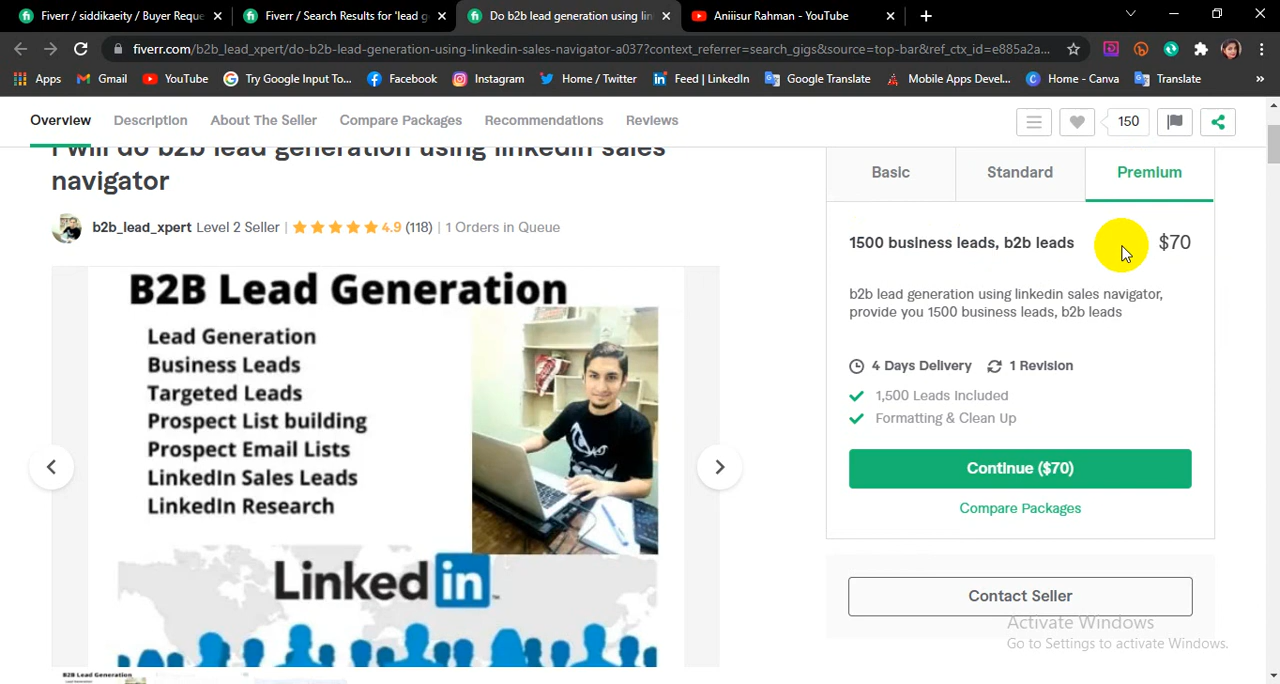 Fiverr / siddikaeity / Buyer Reque
Fiverr / Search Results for 'lead g
Do b2b lead generation using lin
Aniiisur Rahman - YouTube
fiverr.com/b2b_lead_xpert/do-b2b-lead-generation-using-linkedin-sales-navigator-a037?context_referrer=search_gigs&source=top-bar&ref_ctx_id=e885a2a...
Apps
Gmail
YouTube
Try Google Input To...
Facebook
Instagram
Home / Twitter
Feed | LinkedIn
Google Translate
Mobile Apps Devel...
Home - Canva
Translate
»
Overview
Description
About The Seller
Compare Packages
Recommendations
Reviews
150
I will do b2b lead generation using linkedin sales
navigator
b2b_lead_xpert Level 2 Seller | 4.9 (118) | 1 Orders in Queue
B2B Lead Generation
Lead Generation
Business Leads
Targeted Leads
Prospect List building
Prospect Email Lists
LinkedIn Sales Leads
LinkedIn Research
Linked in
B2B Lead Generation
Basic
Standard
Premium
1500 business leads, b2b leads
$70
b2b lead generation using linkedin sales navigator,
provide you 1500 business leads, b2b leads
4 Days Delivery
1 Revision
1,500 Leads Included
Formatting & Clean Up
Continue ($70)
Compare Packages
Contact Seller
Activate Windows
Go to Settings to activate Windows.